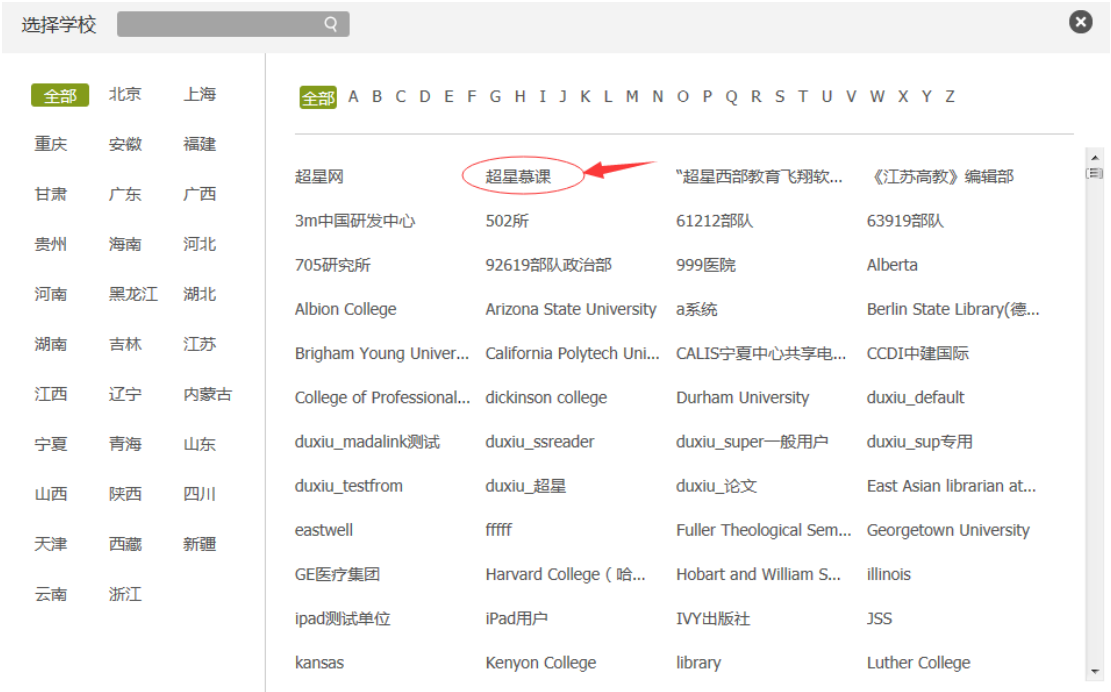 选择学校
全部 北京 上海
重庆 安徽 福建
甘肃 广东 广西
贵州 海南 河北
河南 黑龙江 湖北
湖南 吉林 江苏
江西 辽宁 内蒙古
宁夏 青海 山东
山西 陕西 四川
天津 西藏 新疆
云南 浙江
全部 A B C D E F G H I J K L M N O P Q R S T U V W X Y Z
超星网 超星慕课 “超星西部教育飞翔软... 《江苏高教》编辑部
3m中国研发中心 502所 61212部队 63919部队
705研究所 92619部队政治部 999医院 Alberta
Albion College Arizona State University a系统 Berlin State Library(德...
Brigham Young Univer... California Polytech Uni... CALIS宁夏中心共享电... CCDI中建国际
College of Professional... dickinson college Durham University duxiu_default
duxiu_madalink测试 duxiu_ssreader duxiu_super一般用户 duxiu_sup专用
duxiu_testfrom duxiu_超星 duxiu_论文 East Asian librarian at...
eastwell fffff Fuller Theological Sem... Georgetown University
GE医疗集团 Harvard College ( 哈... Hobart and William S... illinois
ipad测试单位 iPad用户 IVY出版社 JSS
kansas Kenyon College library Luther College